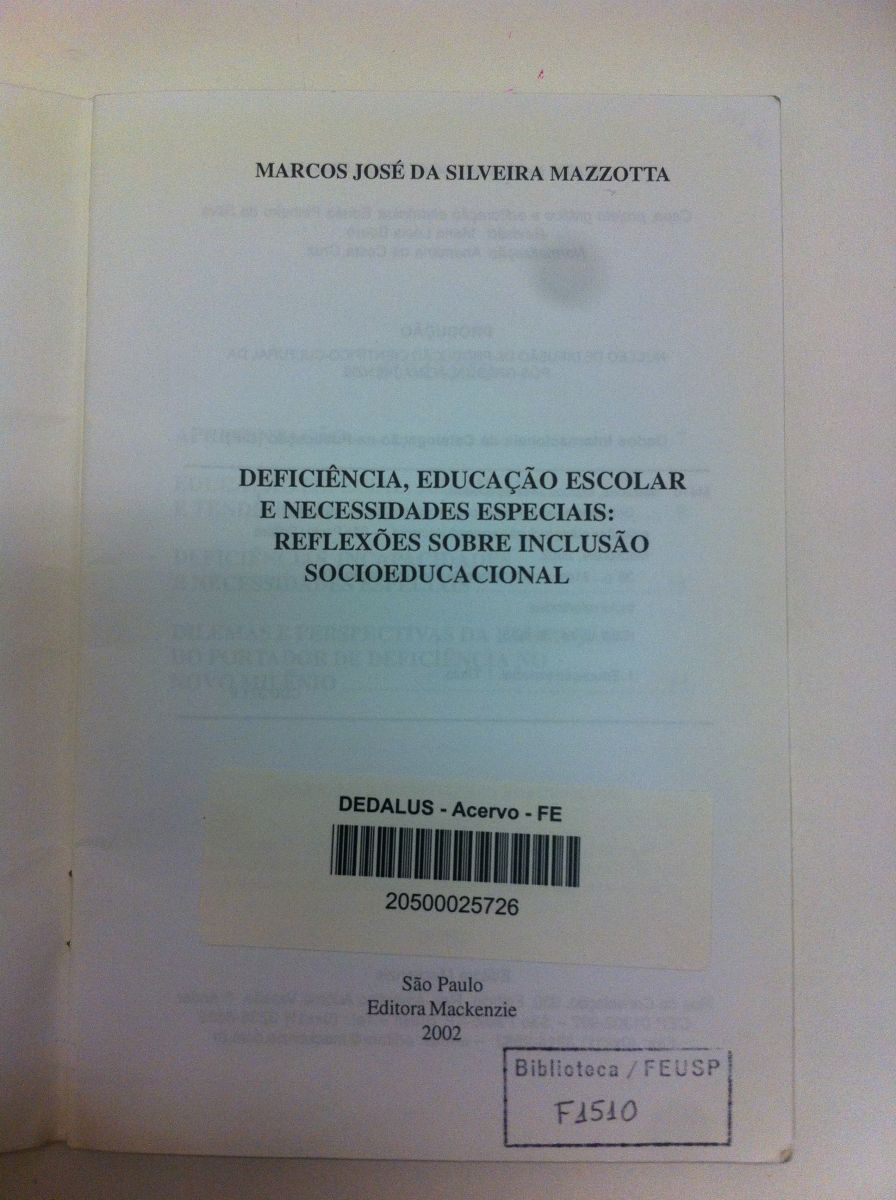 MARCOS JOSÉ DA SILVEIRA MAZZOTTA
DEFICIÊNCIA, EDUCAÇÃO ESCOLAR
E NECESSIDADES ESPECIAIS:
REFLEXÕES SOBRE INCLUSÃO
SOCIOEDUCACIONAL
DEDALUS - Acervo - FE
20500025726
São Paulo
Editora Mackenzie
2002
Biblioteca / FEUSP
F1510